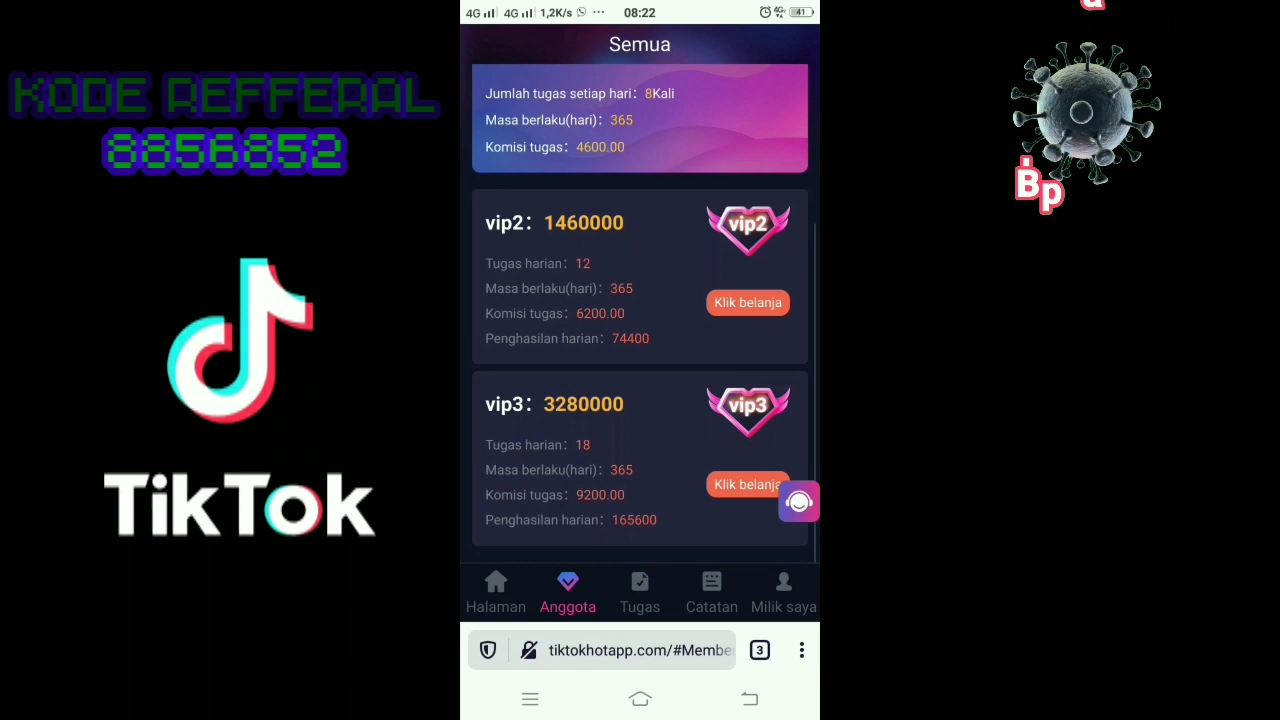 4G 4G 1,2K/s ... 08:22 4G 41
Semua
Jumlah tugas setiap hari: 8Kali
Masa berlaku(hari): 365
Komisi tugas: 4600.00
vip2: 1460000
vip2
Tugas harian: 12
Masa berlaku(hari): 365
Klik belanja
Komisi tugas: 6200.00
Penghasilan harian: 74400
vip3: 3280000
vip3
Tugas harian: 18
Masa berlaku(hari): 365
Klik belanja
Komisi tugas: 9200.00
Penghasilan harian: 165600
Halaman Anggota Tugas Catatan Milik saya
tiktokhotapp.com/#Membe
3
KODE REFFERAL
8856852
TikTok
a
Bp